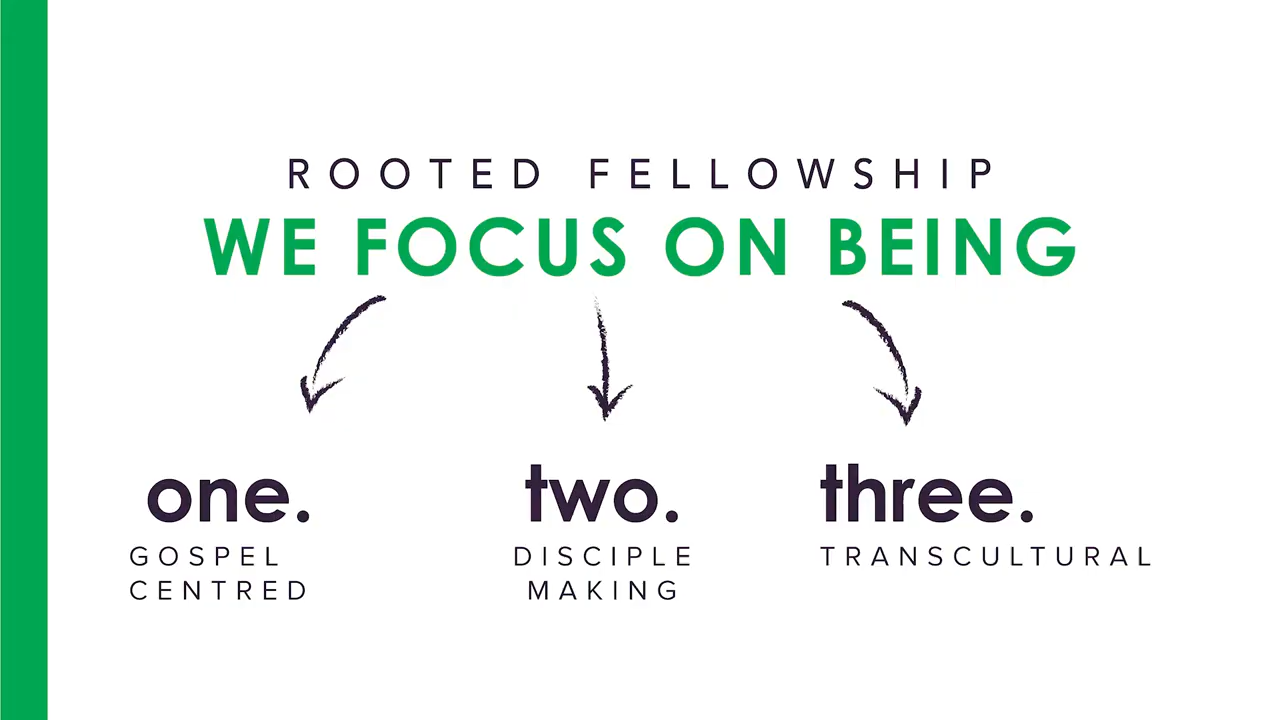 ROOTED FELLOWSHIP
WE FOCUS ON BEING
one.
GOSPEL
CENTRED
two.
DISCIPLE
MAKING
three.
TRANSCULTURAL